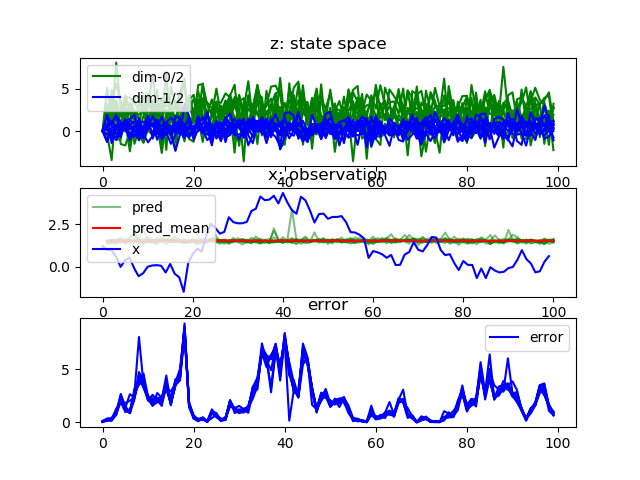 z: state space
dim-0/2
dim-1/2
5
0
0 20 40 60 80 100
x: observation
pred
pred_mean
x
2.5
0.0
0 20 40 60 80 100
error
error
5
0
0 20 40 60 80 100